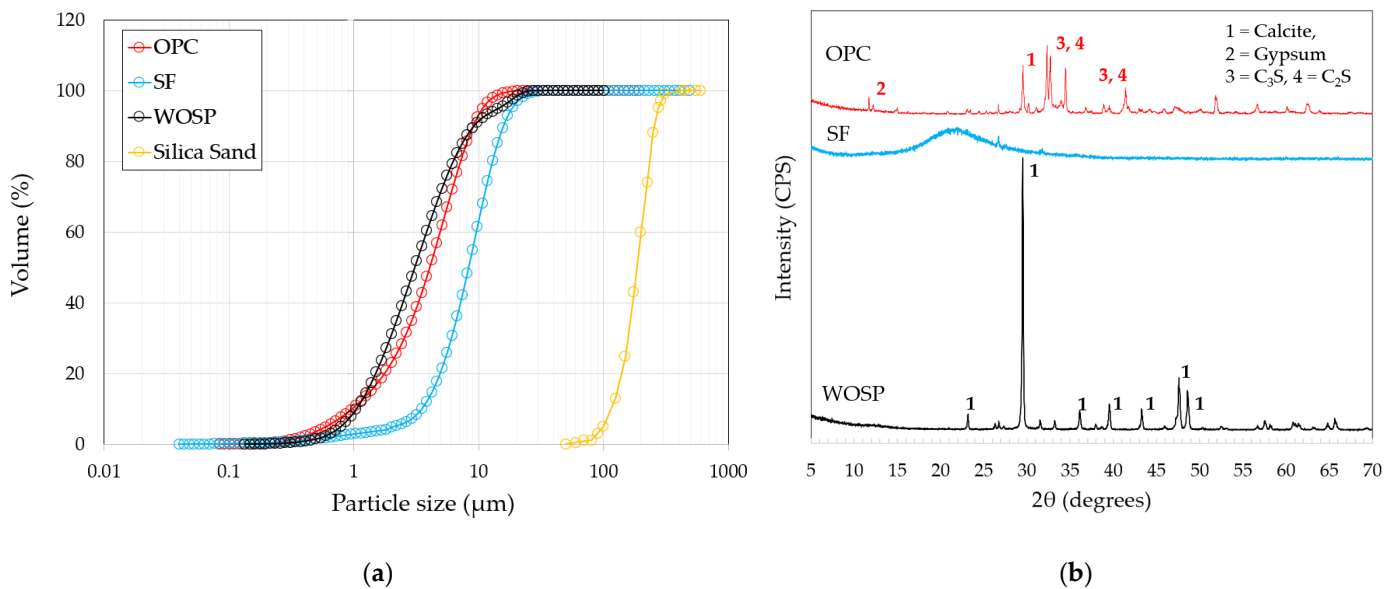 120
100
80
60
40
20
0
Volume (%)
OPC
SF
WOSP
Silica Sand
0.01 0.10 1 10 100 1000
Particle size (µm)
(a)
1 = Calcite,
2 = Gypsum
3 = C₃S, 4 = C₂S
OPC
2
1
3, 4
3, 4
SF
1
WOSP
1
1
1
1
1
1
Intensity (CPS)
5 10 15 20 25 30 35 40 45 50 55 60 65 70
2θ (degrees)
(b)